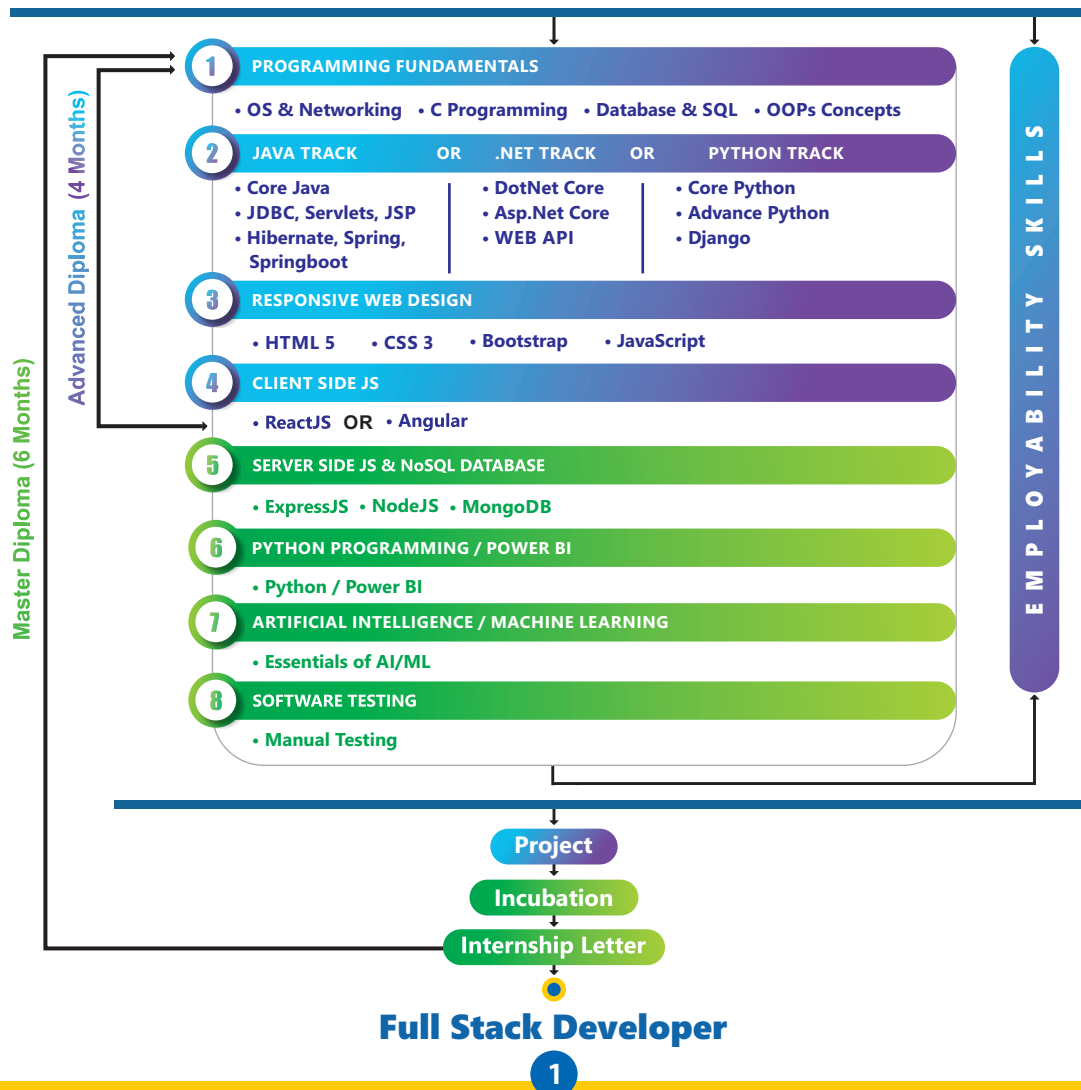 1 PROGRAMMING FUNDAMENTALS
• OS & Networking • C Programming • Database & SQL • OOPs Concepts
2 JAVA TRACK OR .NET TRACK OR PYTHON TRACK
• Core Java
• JDBC, Servlets, JSP
• Hibernate, Spring,
Springboot
• DotNet Core
• Asp.Net Core
• WEB API
• Core Python
• Advance Python
• Django
3 RESPONSIVE WEB DESIGN
• HTML 5 • CSS 3 • Bootstrap • JavaScript
4 CLIENT SIDE JS
• ReactJS OR • Angular
5 SERVER SIDE JS & NoSQL DATABASE
• ExpressJS • NodeJS • MongoDB
6 PYTHON PROGRAMMING / POWER BI
• Python / Power BI
7 ARTIFICIAL INTELLIGENCE / MACHINE LEARNING
• Essentials of AI/ML
8 SOFTWARE TESTING
• Manual Testing
Advanced Diploma (4 Months)
Master Diploma (6 Months)
EMPLOYABILITY SKILLS
Project
Incubation
Internship Letter
Full Stack Developer
1